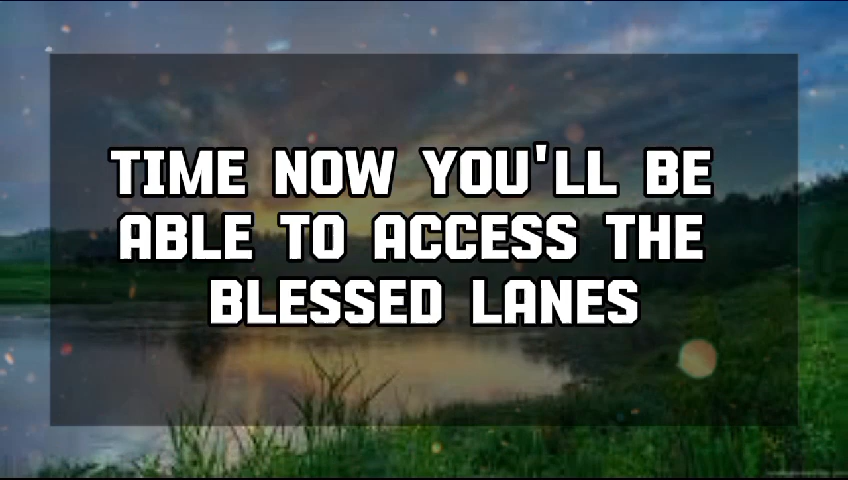 TIME NOW YOU'LL BE
ABLE TO ACCESS THE
BLESSED LANES